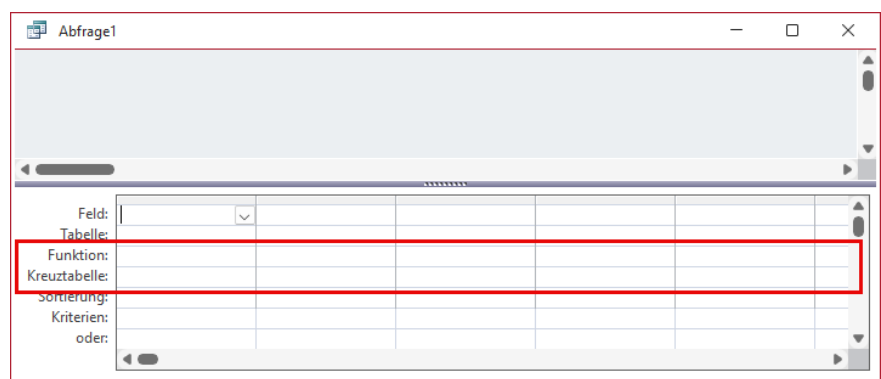 Abfrage1
Feld:
Tabelle:
Funktion:
Kreuztabelle:
Sortierung:
Kriterien:
oder: